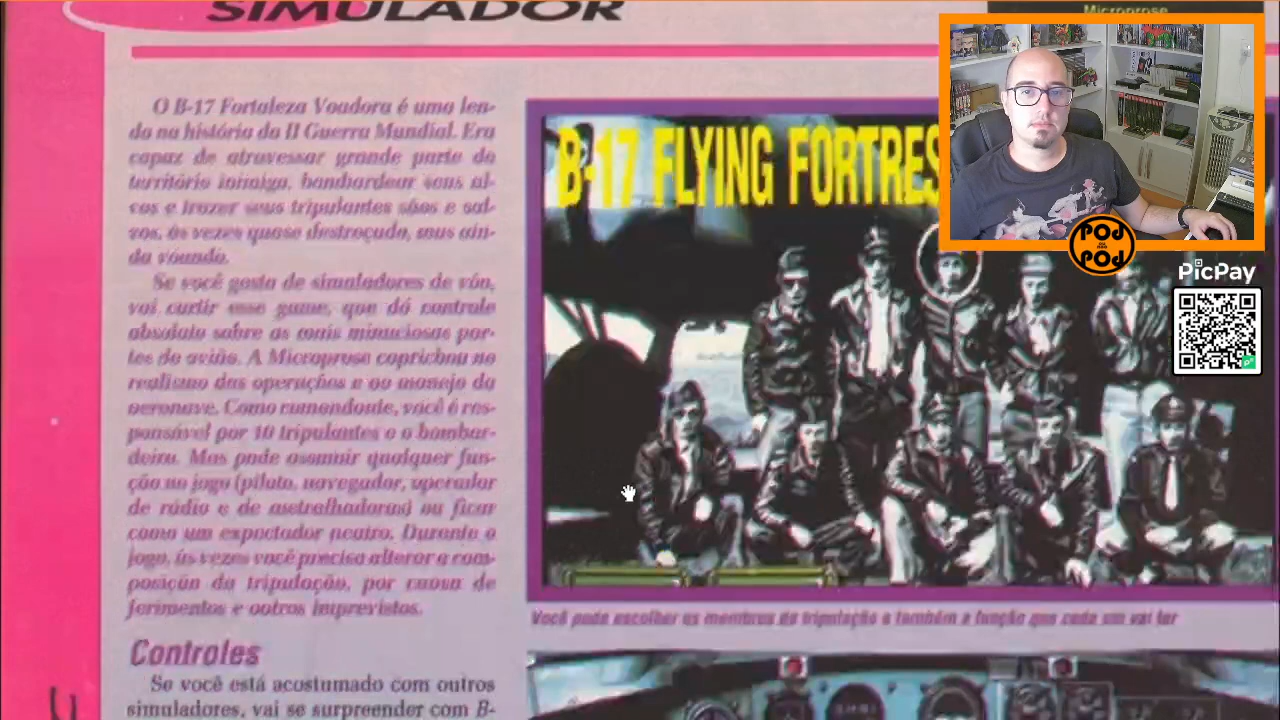 SIMULADOR
Microprose
O B-17 Fortaleza Voadora é uma len-
da na história da II Guerra Mundial. Era
capaz de atravessar grande parte do
território inimigo, bombardear seus al-
vos e trazer seus tripulantes sãos e sal-
vos, às vezes quase destroçado, mas ain-
da voando.
Se você gosta de simuladores de vôo,
vai curtir esse game, que dá controle
absoluto sobre as mais minuciosas par-
tes do avião. A Microprose caprichou no
realismo das operações e no manejo da
aeronave. Como comandante, você é res-
ponsável por 10 tripulantes e o bombar-
deiro. Mas pode assumir qualquer fun-
ção no jogo (piloto, navegador, operador
de rádio e de metralhadoras) ou ficar
como um espectador neutro. Durante o
jogo, às vezes você precisa alterar a com-
posição da tripulação, por causa de
ferimentos e outros imprevistos.
Controles
Se você está acostumado com outros
simuladores, vai se surpreender com B-
B-17 FLYING FORTRES
Você pode escolher os membros da tripulação e também a função que cada um vai ter
POD
POD
PicPay